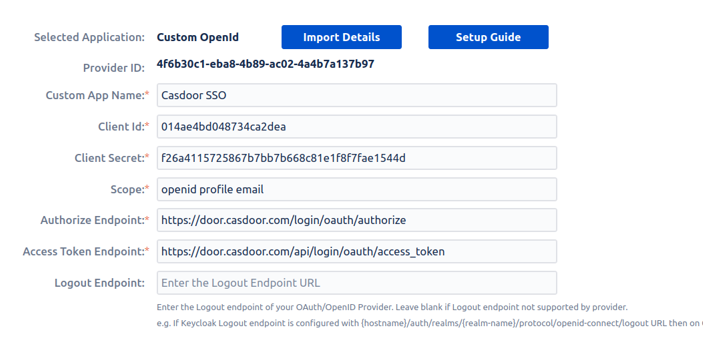 Selected Application: Custom OpenId Import Details Setup Guide
Provider ID: 4f6b30c1-eba8-4b89-ac02-4a4b7a137b97
Custom App Name:* Casdoor SSO
Client Id:* 014ae4bd048734ca2dea
Client Secret:* f26a4115725867b7bb7b668c81e1f8f7fae1544d
Scope:* openid profile email
Authorize Endpoint:* https://door.casdoor.com/login/oauth/authorize
Access Token Endpoint:* https://door.casdoor.com/api/login/oauth/access_token
Logout Endpoint: Enter the Logout Endpoint URL
Enter the Logout endpoint of your OAuth/OpenID Provider. Leave blank if Logout endpoint not supported by provider.
e.g. If Keycloak Logout endpoint is configured with {hostname}/auth/realms/{realm-name}/protocol/openid-connect/logout URL then on